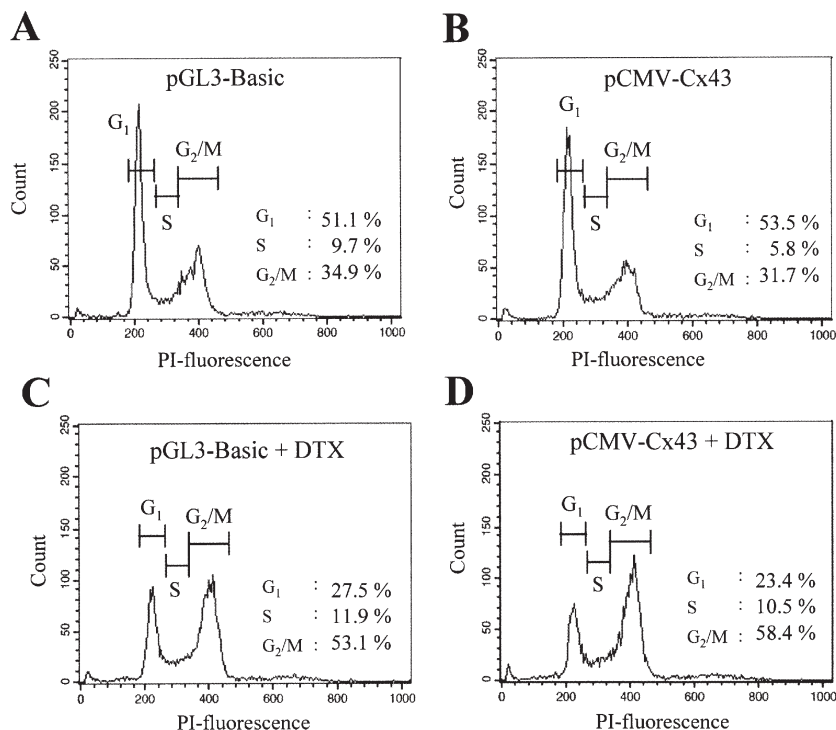 A
pGL3-Basic
G₁
G₂/M
S
G₁ : 51.1 %
S : 9.7 %
G₂/M : 34.9 %
Count
0 50 100 150 200 250
0 200 400 600 800 1000
PI-fluorescence
B
pCMV-Cx43
G₁
G₂/M
S
G₁ : 53.5 %
S : 5.8 %
G₂/M : 31.7 %
Count
0 50 100 150 200 250
0 200 400 600 800 1000
PI-fluorescence
C
pGL3-Basic + DTX
G₁
G₂/M
S
G₁ : 27.5 %
S : 11.9 %
G₂/M : 53.1 %
Count
0 50 100 150 200 250
0 200 400 600 800 1000
PI-fluorescence
D
pCMV-Cx43 + DTX
G₁
G₂/M
S
G₁ : 23.4 %
S : 10.5 %
G₂/M : 58.4 %
Count
0 50 100 150 200 250
0 200 400 600 800 1000
PI-fluorescence